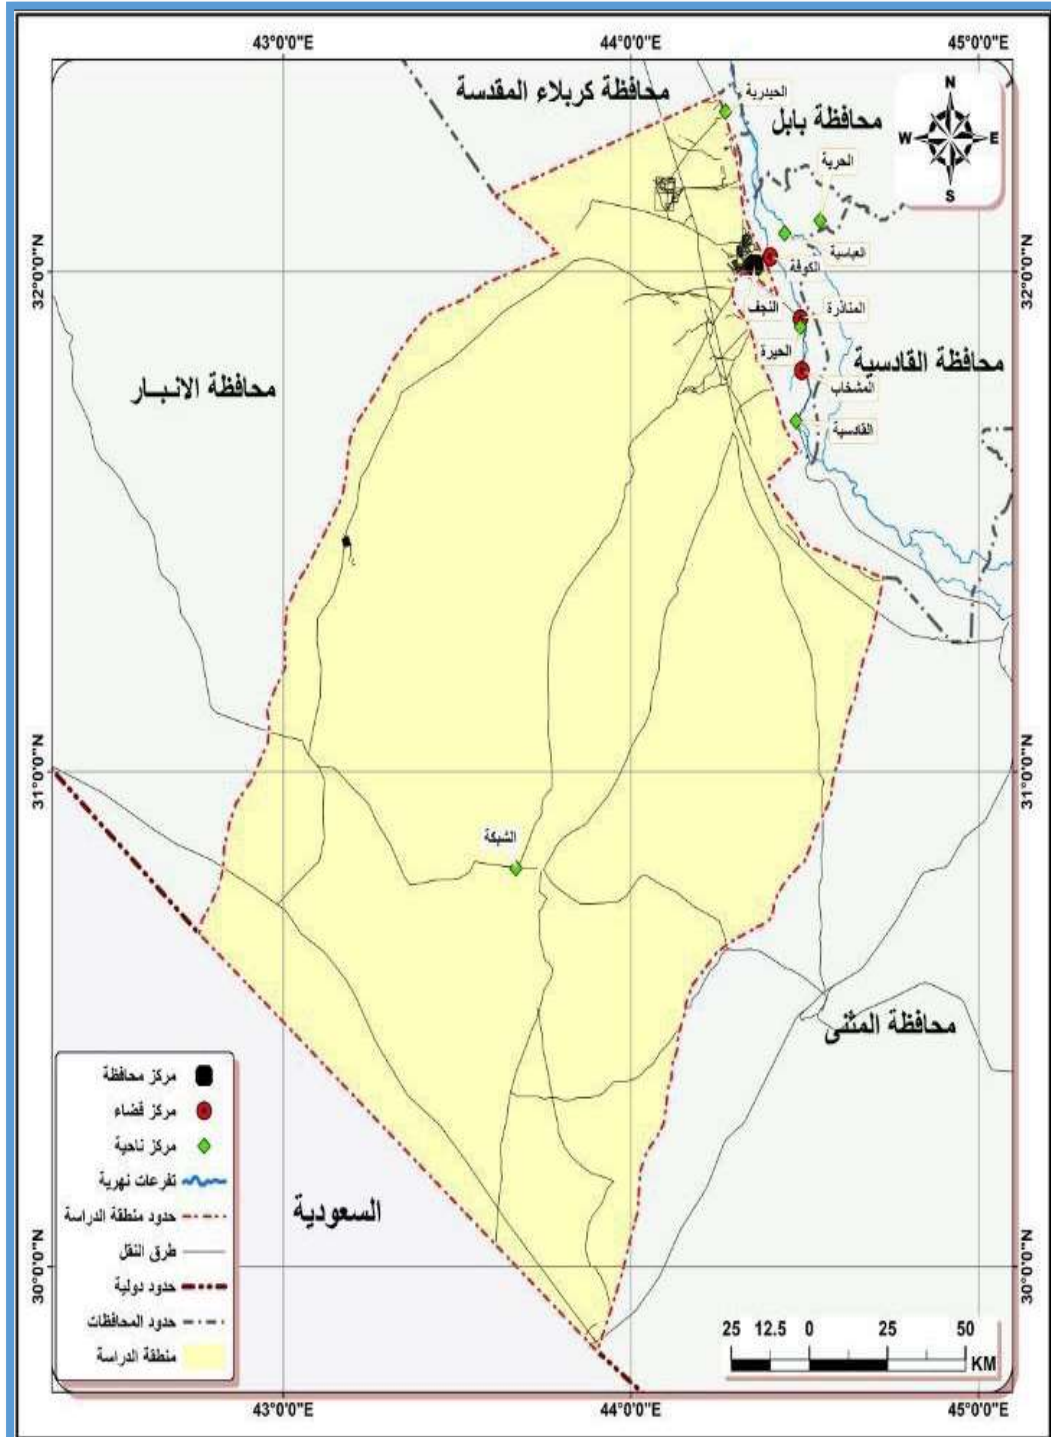 43°0'0"E
44°0'0"E
45°0'0"E
محافظة كربلاء المقدسة
الحيدرية
محافظة بابل
N
W
E
S
الحرية
العباسية
الكوفة
32°0'0"N
32°0'0"N
النجف
المناذرة
الحيرة
محافظة القادسية
المشخاب
محافظة الانبار
القادسية
31°0'0"N
31°0'0"N
الشبكة
محافظة المثنى
السعودية
30°0'0"N
30°0'0"N
مركز محافظة
مركز قضاء
مركز ناحية
تفرعات نهرية
حدود منطقة الدراسة
طرق النقل
حدود دولية
حدود المحافظات
منطقة الدراسة
25 12.5 0 25 50
KM
43°0'0"E
44°0'0"E
45°0'0"E